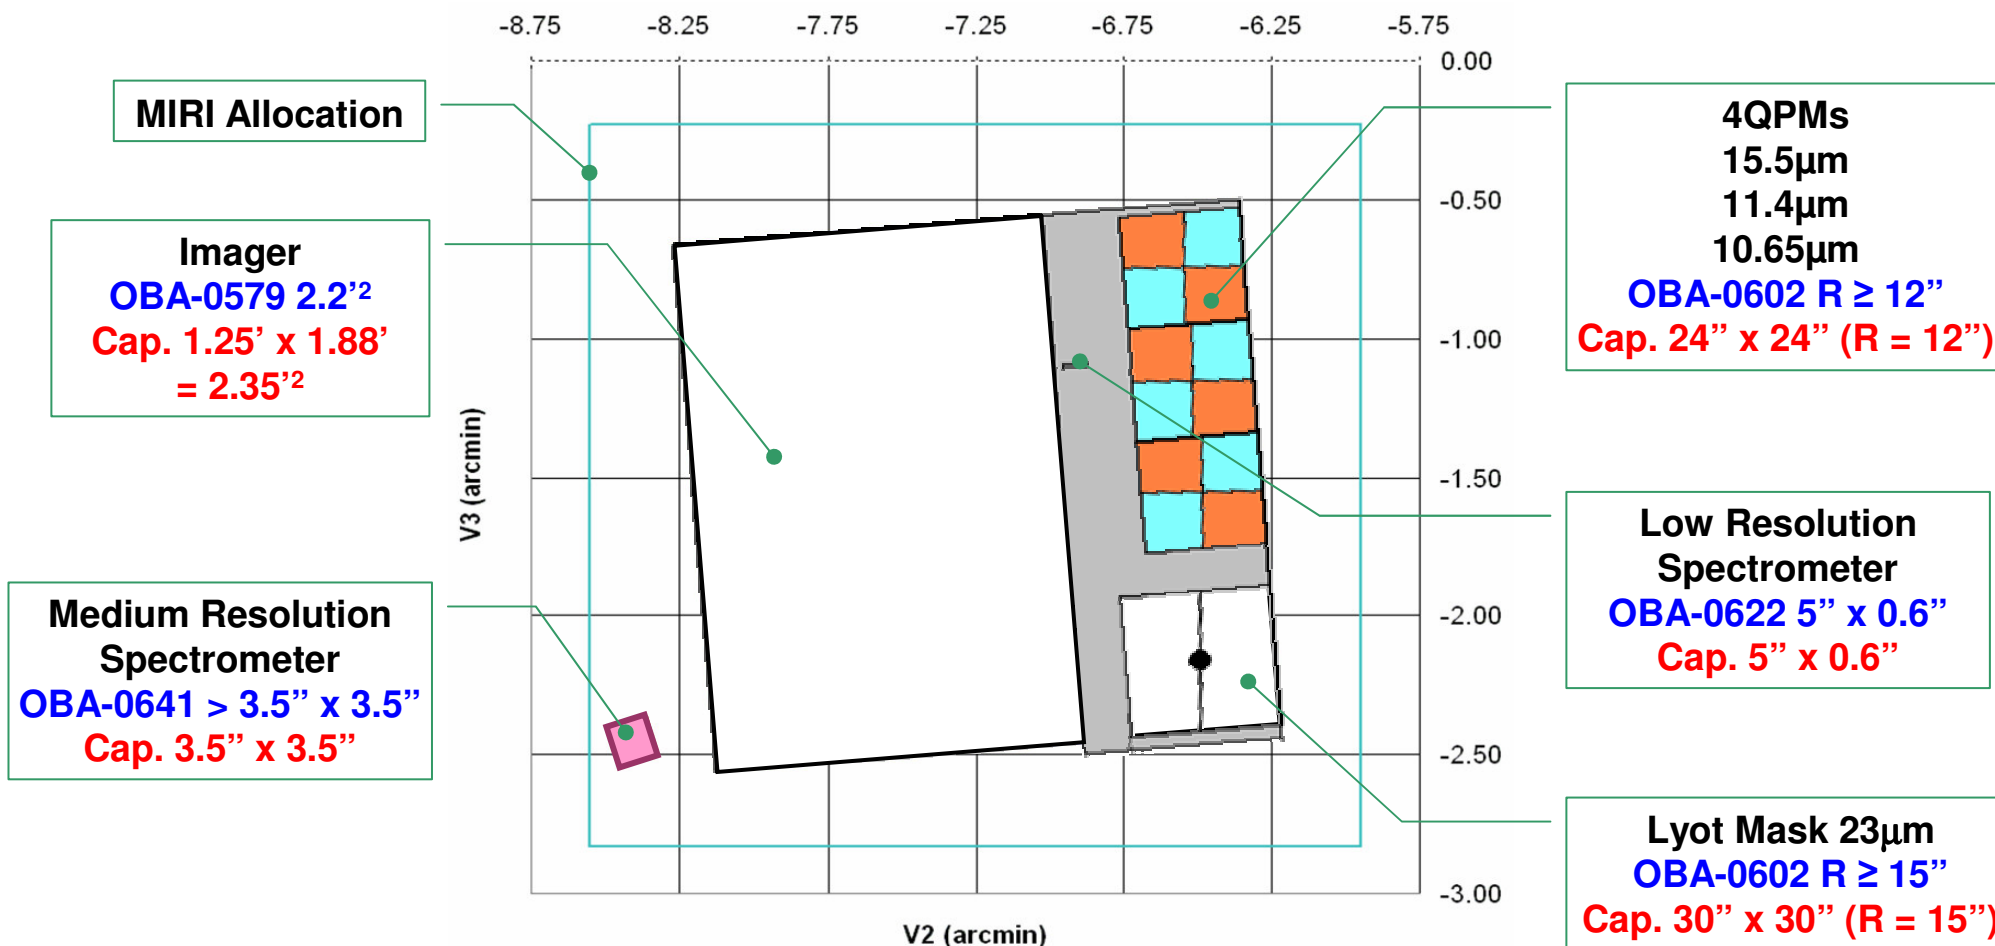 -8.75 -8.25 -7.75 -7.25 -6.75 -6.25 -5.75
0.00
-0.50
-1.00
-1.50
-2.00
-2.50
-3.00
V3 (arcmin)
V2 (arcmin)
MIRI Allocation
Imager
OBA-0579 2.2’²
Cap. 1.25’ x 1.88’
= 2.35’²
Medium Resolution
Spectrometer
OBA-0641 > 3.5” x 3.5”
Cap. 3.5” x 3.5”
4QPMs
15.5µm
11.4µm
10.65µm
OBA-0602 R ≥ 12”
Cap. 24” x 24” (R = 12”)
Low Resolution
Spectrometer
OBA-0622 5” x 0.6”
Cap. 5” x 0.6”
Lyot Mask 23µm
OBA-0602 R ≥ 15”
Cap. 30” x 30” (R = 15”)